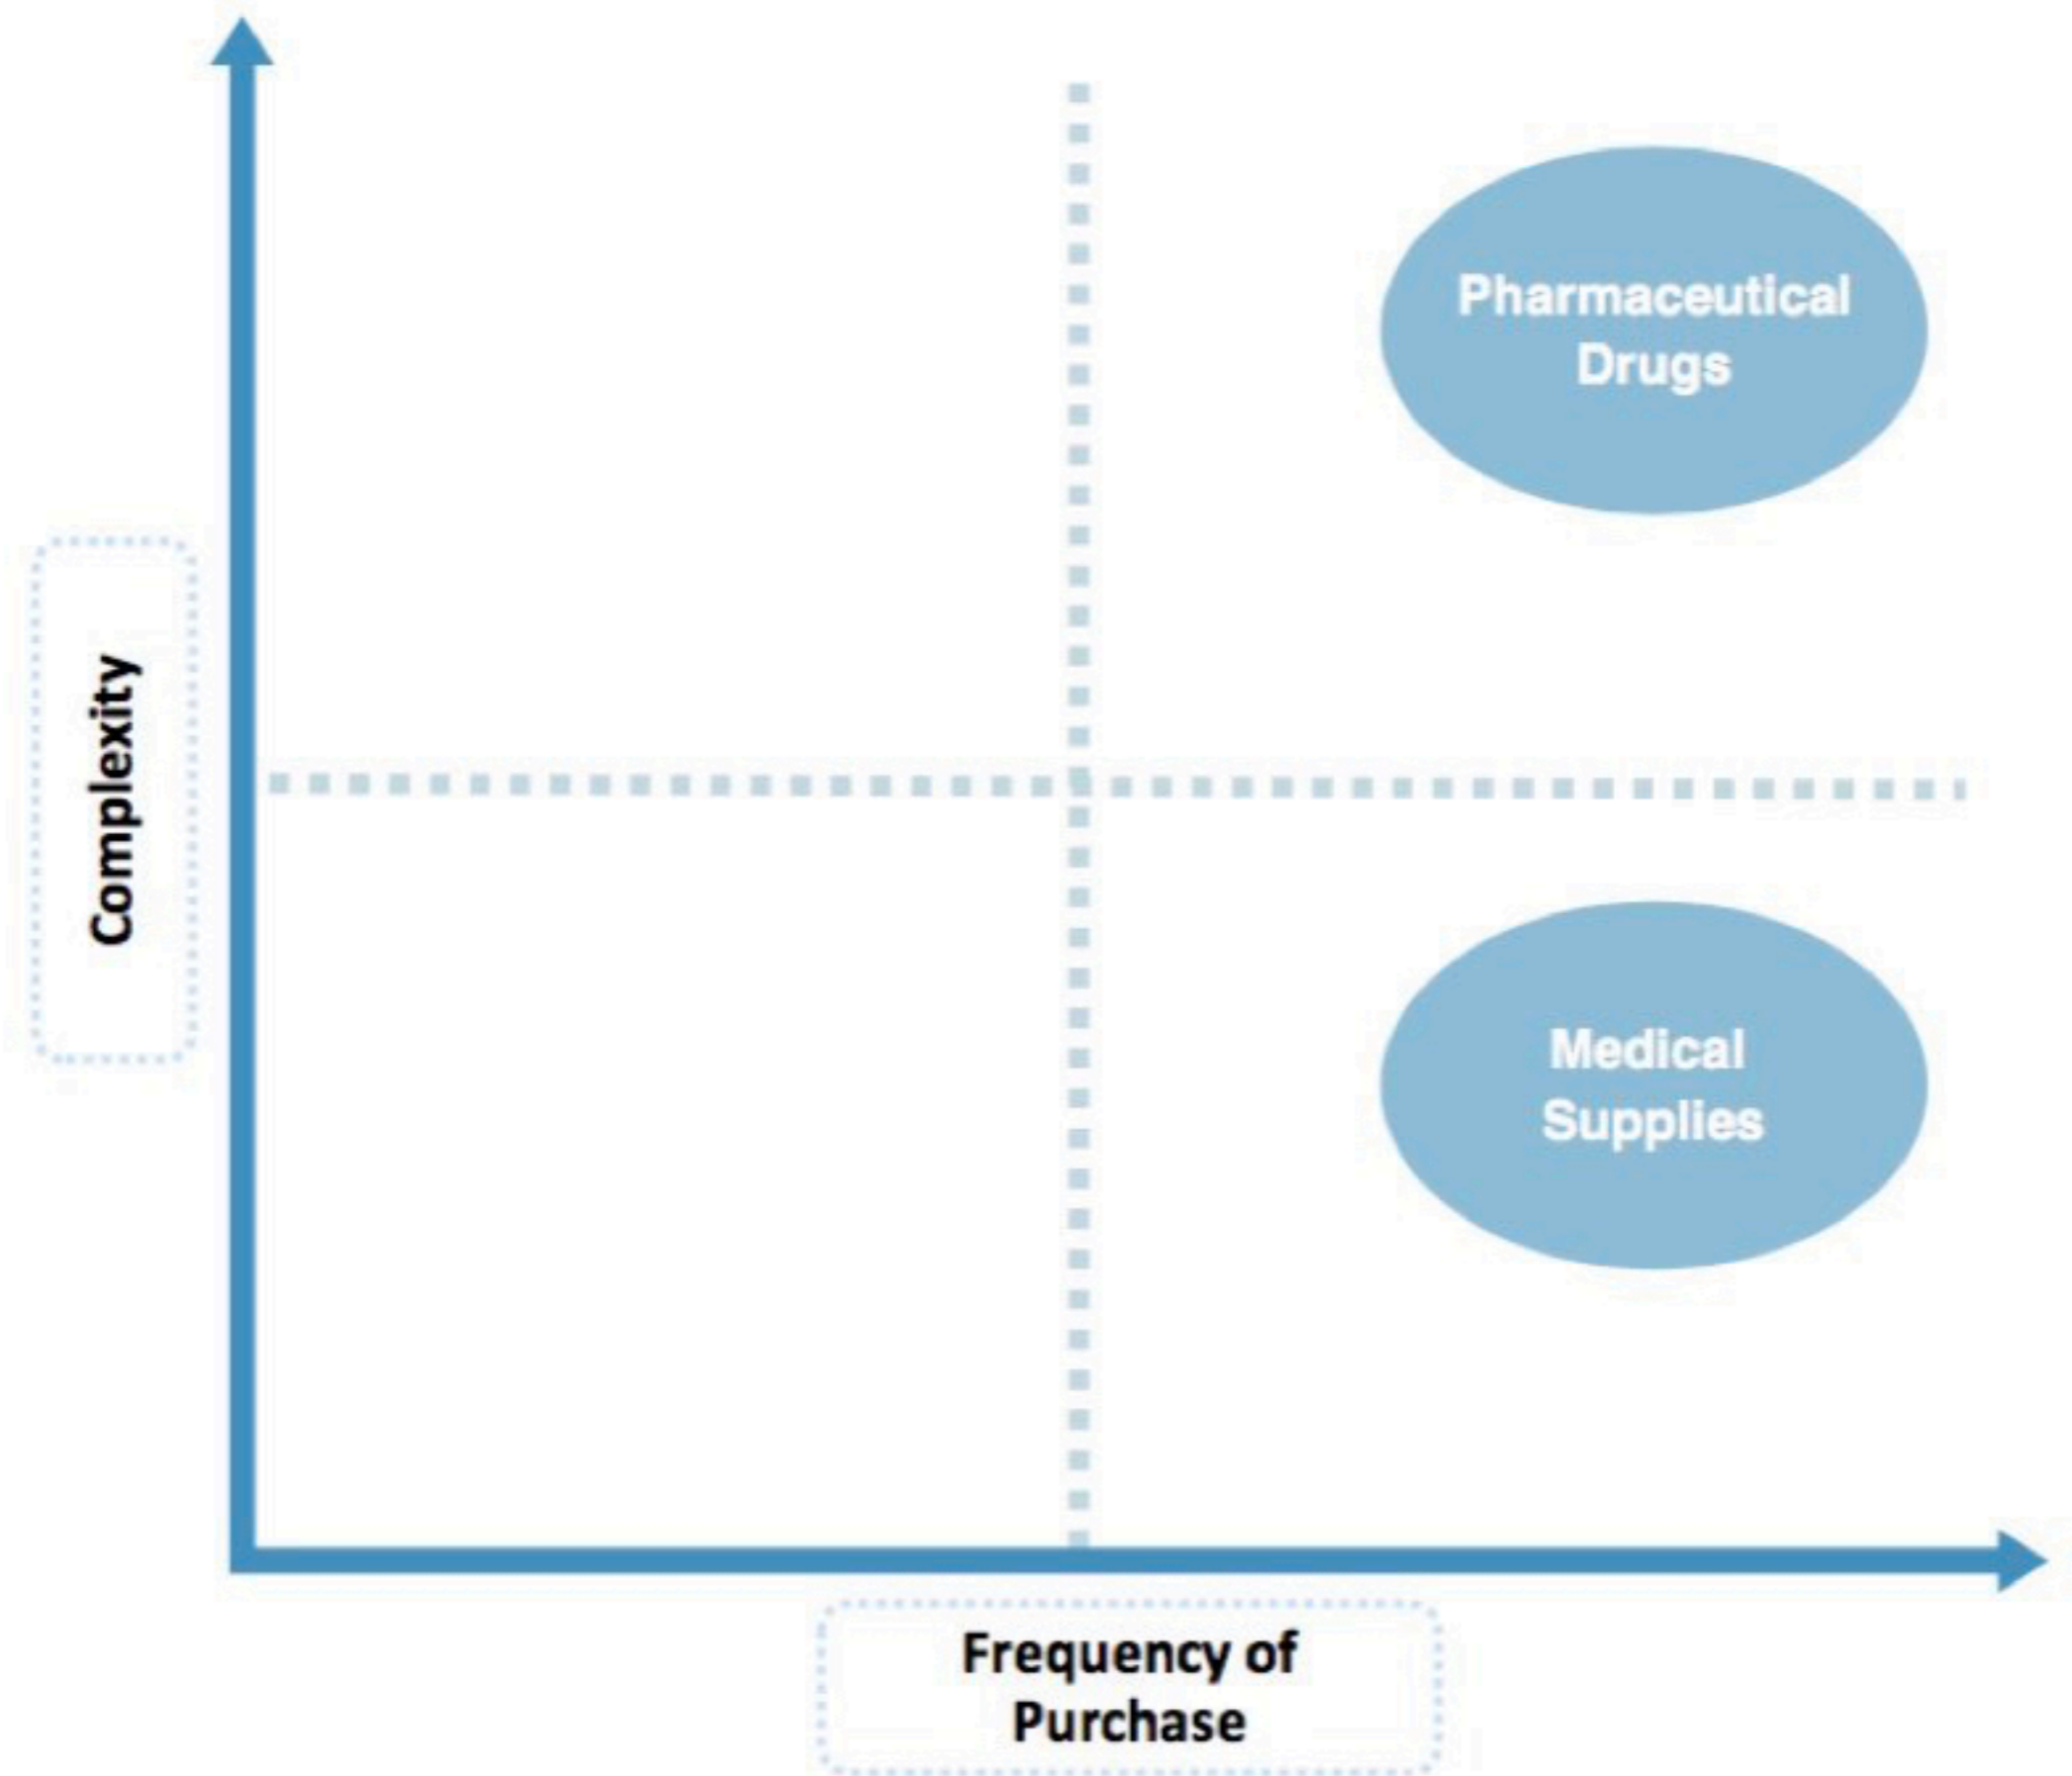 Pharmaceutical
Drugs
Complexity
Medical
Supplies
Frequency of
Purchase